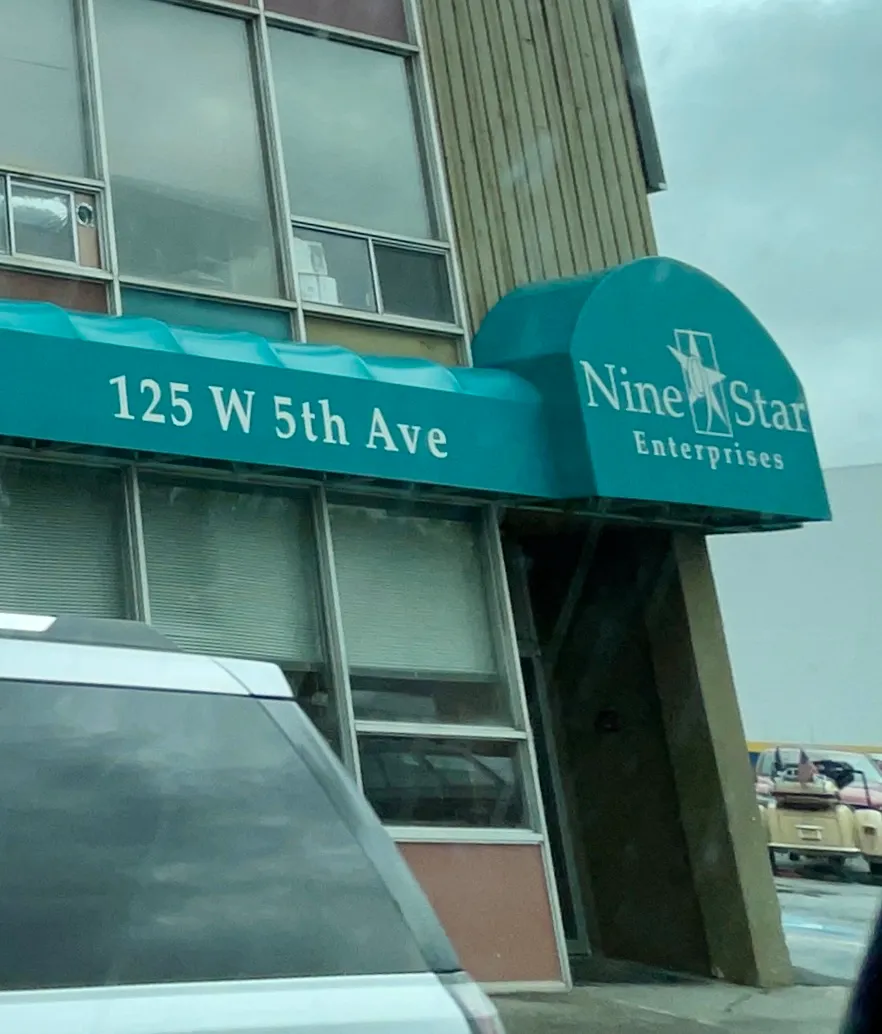 125 W 5th Ave
Nine Star
Enterprises